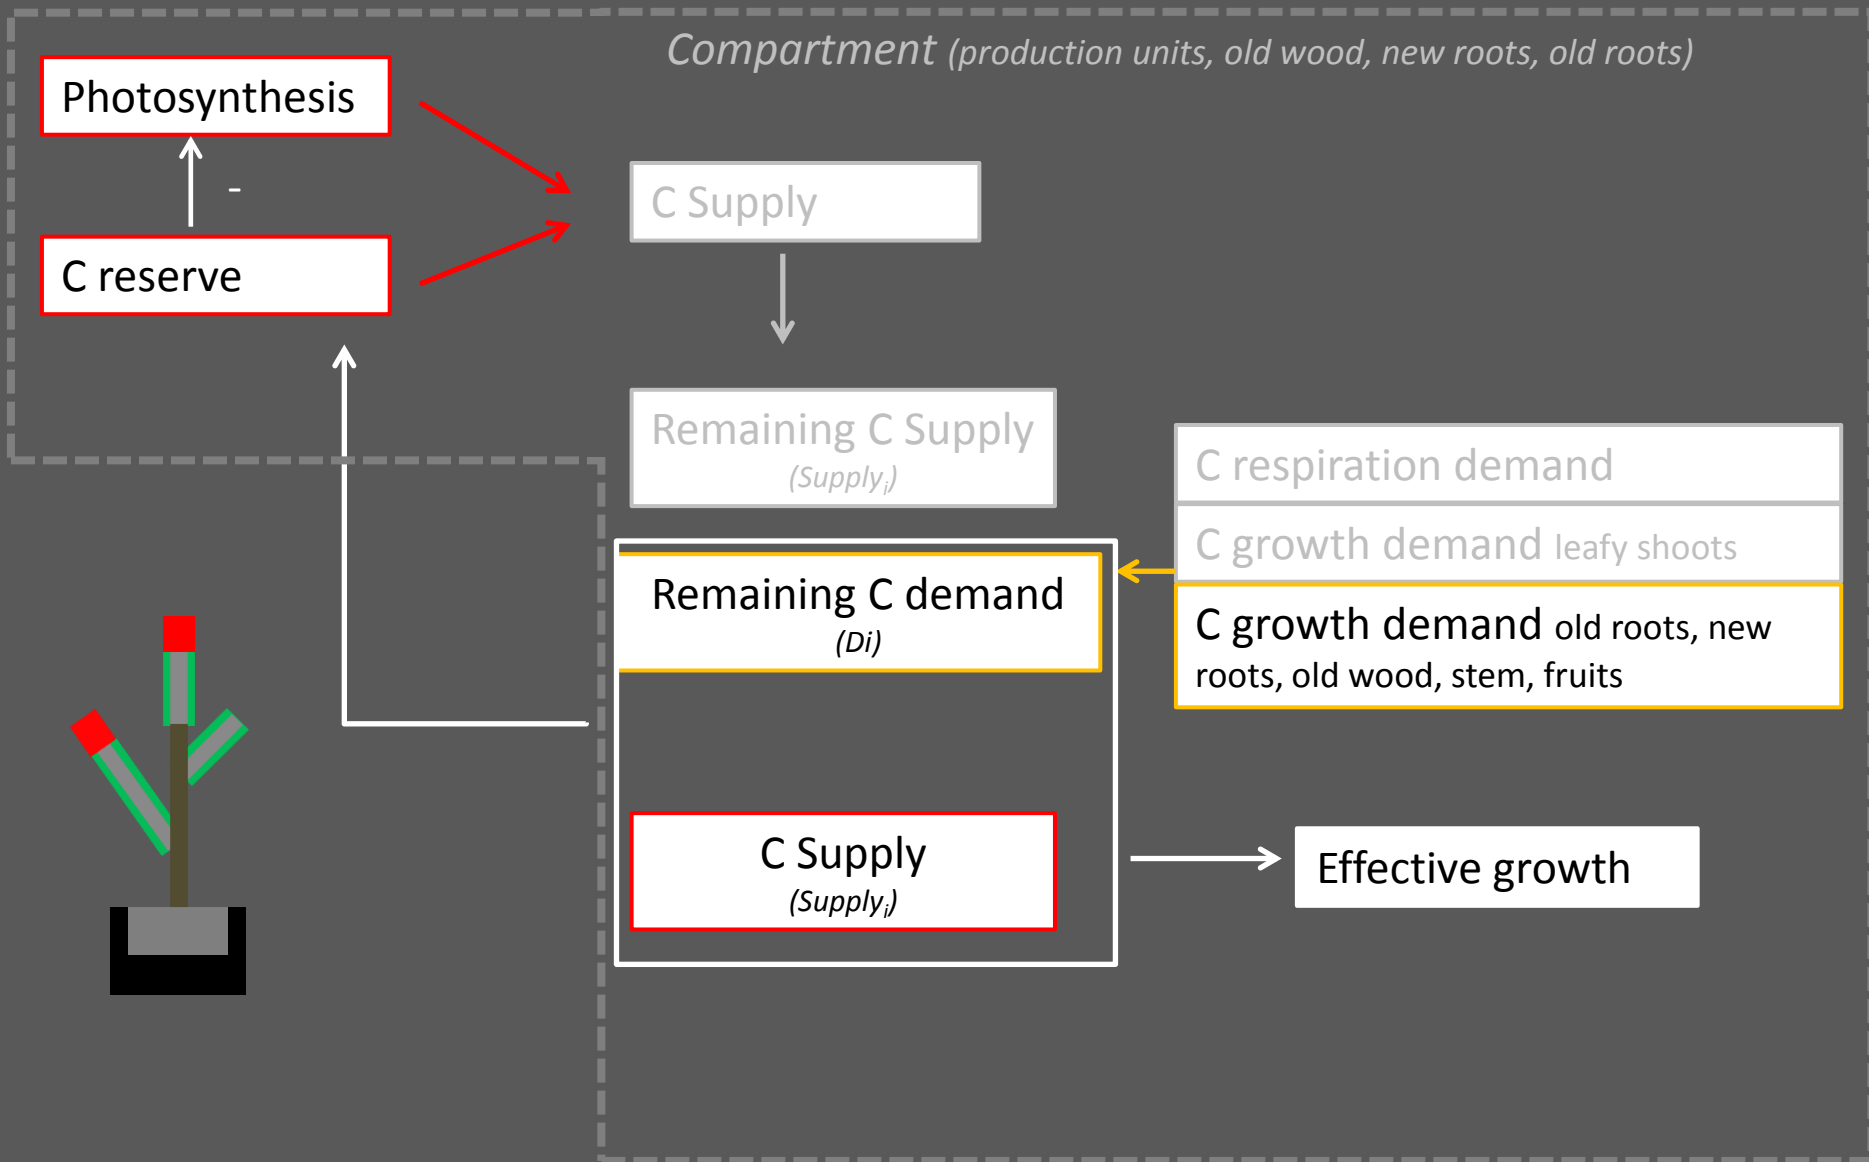 Compartment (production units, old wood, new roots, old roots)
Photosynthesis
-
C reserve
C Supply
Remaining C Supply
(Supplyi)
C respiration demand
C growth demand leafy shoots
Remaining C demand
(Di)
C growth demand old roots, new
roots, old wood, stem, fruits
C Supply
(Supplyi)
Effective growth